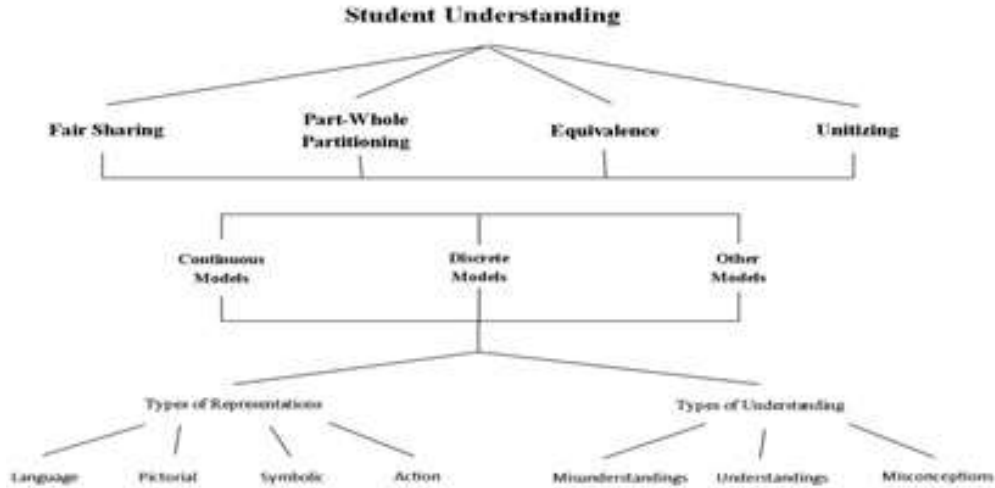 Student Understanding
Fair Sharing
Part-Whole
Partitioning
Equivalence
Unitizing
Continuous
Models
Discrete
Models
Other
Models
Types of Representations
Types of Understanding
Language
Pictorial
Symbolic
Action
Misunderstandings
Understandings
Misconceptions